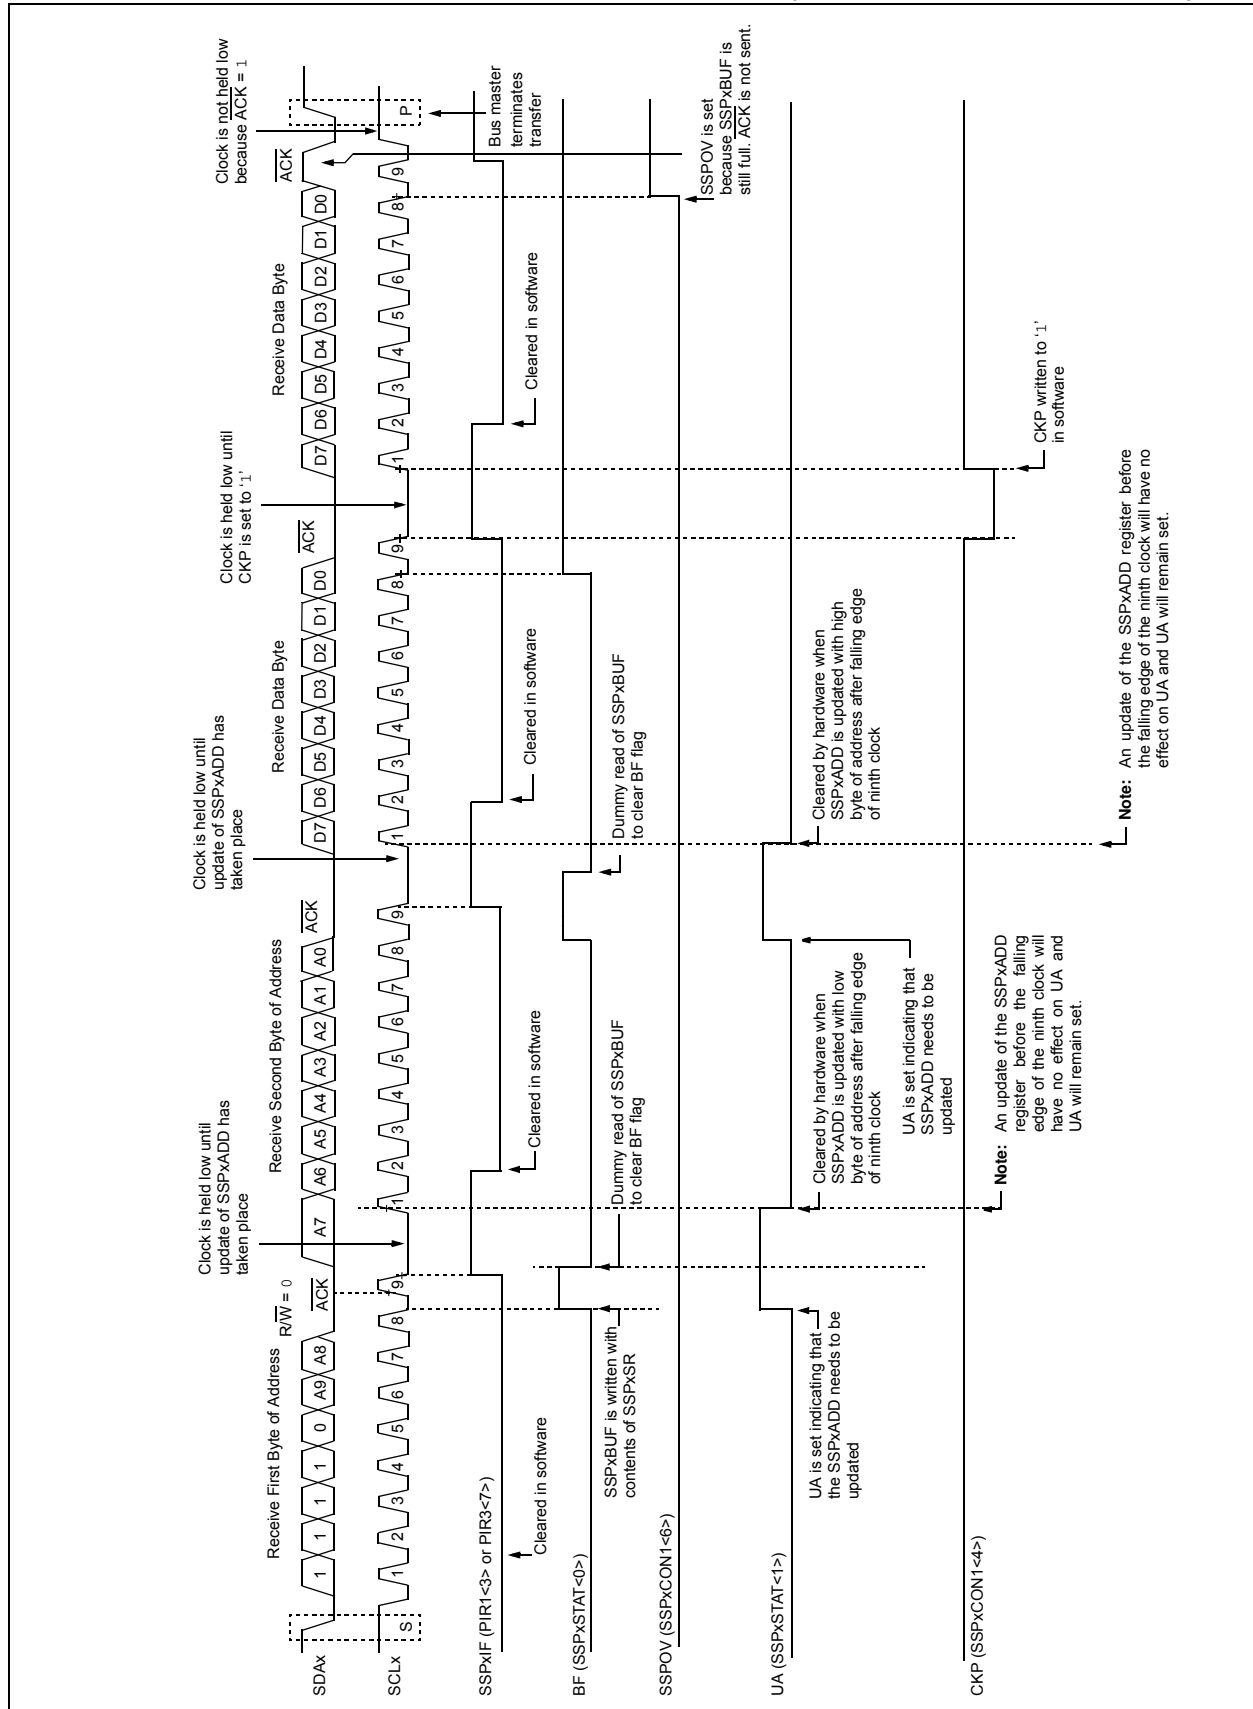 Clock is not held low
because ACK = 1
Clock is held low until
CKP is set to ‘1’
Clock is held low until
update of SSPxADD has
taken place
Clock is held low until
update of SSPxADD has
taken place
Receive First Byte of Address
R/W = 0
Receive Second Byte of Address
Receive Data Byte
Receive Data Byte
SDAx
1 1 1 1 0 A9 A8 ACK A7 A6 A5 A4 A3 A2 A1 A0 ACK D7 D6 D5 D4 D3 D2 D1 D0 ACK D7 D6 D5 D4 D3 D2 D1 D0 ACK
SCLx
S 1 2 3 4 5 6 7 8 9 1 2 3 4 5 6 7 8 9 1 2 3 4 5 6 7 8 9 1 2 3 4 5 6 7 8 9 P
Bus master
terminates
transfer
SSPxIF (PIR1<3> or PIR3<7>)
Cleared in software
Cleared in software
Cleared in software
Cleared in software
BF (SSPxSTAT<0>)
SSPxBUF is written with
contents of SSPxSR
Dummy read of SSPxBUF
to clear BF flag
Dummy read of SSPxBUF
to clear BF flag
SSPOV (SSPxCON1<6>)
SSPOV is set
because SSPxBUF is
still full. ACK is not sent.
UA (SSPxSTAT<1>)
UA is set indicating that
the SSPxADD needs to be
updated
Cleared by hardware when
SSPxADD is updated with low
byte of address after falling edge
of ninth clock
UA is set indicating that
SSPxADD needs to be
updated
Cleared by hardware when
SSPxADD is updated with high
byte of address after falling edge
of ninth clock
CKP (SSPxCON1<4>)
Note: An update of the SSPxADD
register before the falling
edge of the ninth clock will
have no effect on UA and
UA will remain set.
Note: An update of the SSPxADD register before
the falling edge of the ninth clock will have no
effect on UA and UA will remain set.
CKP written to ‘1’
in software